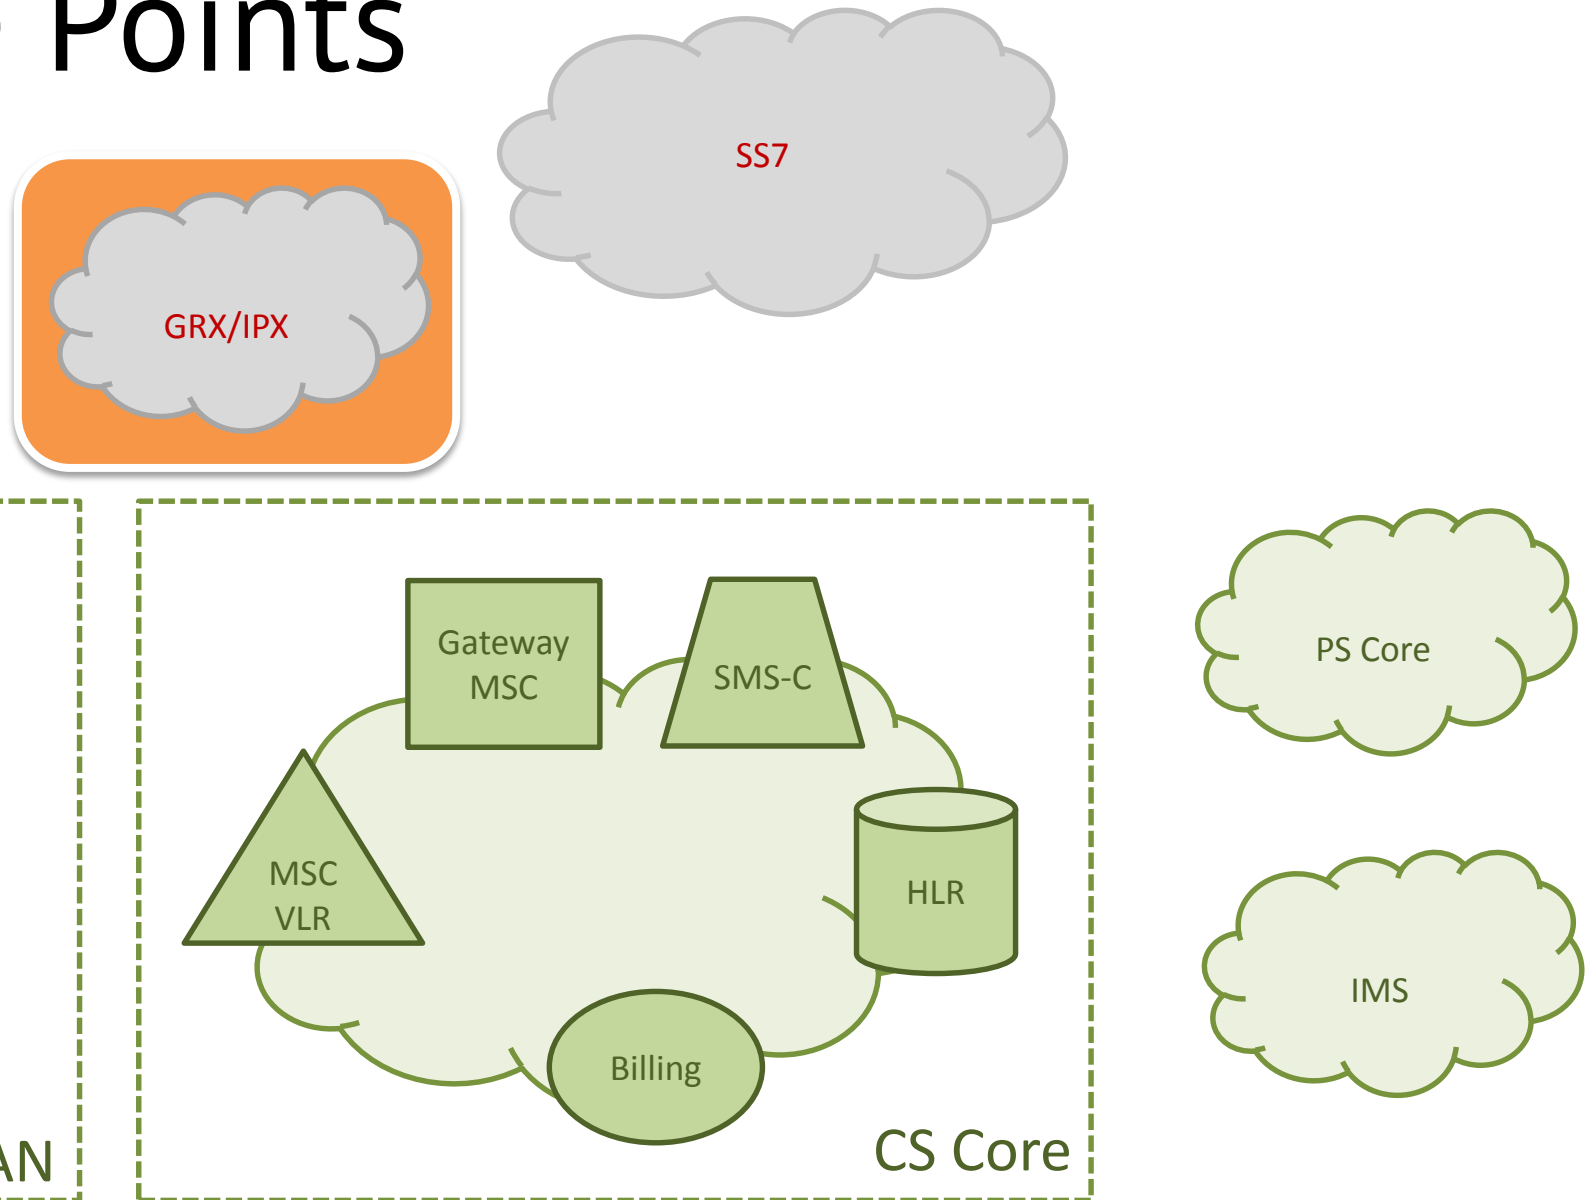 Points
SS7
GRX/IPX
Gateway
MSC
SMS-C
PS Core
MSC
VLR
HLR
IMS
Billing
CS Core
AN